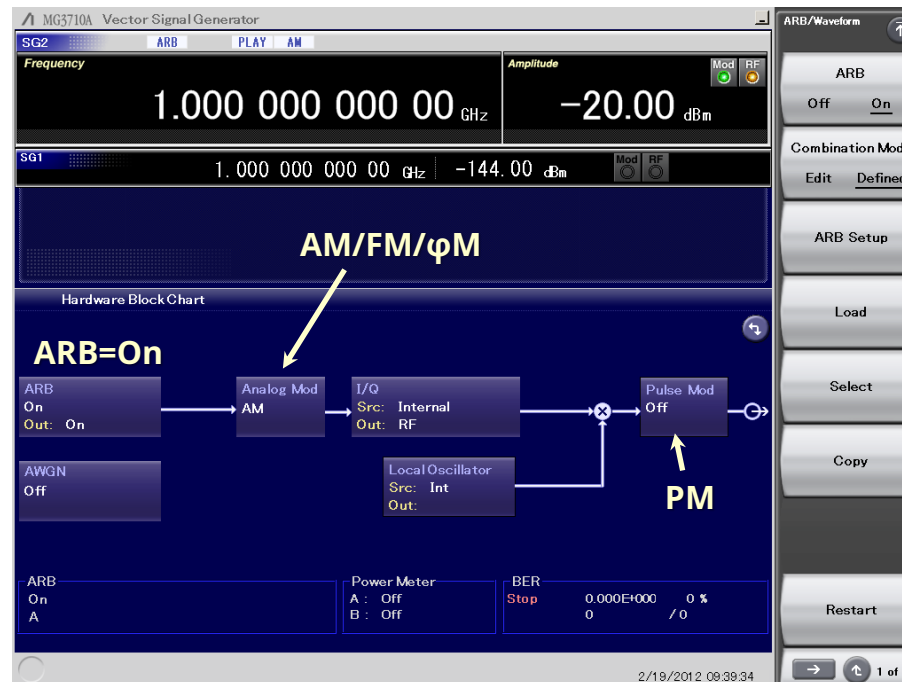 MG3710A Vector Signal Generator
SG2 ARB PLAY AM
Frequency
1.000 000 000 00 GHz
Amplitude
-20.00 dBm
Mod RF
SG1
1.000 000 000 00 GHz -144.00 dBm
Mod RF
AM/FM/φM
Hardware Block Chart
ARB=On
ARB
On
Out: On
Analog Mod
AM
I/Q
Src: Internal
Out: RF
Pulse Mod
Off
AWGN
Off
Local Oscillator
Src: Int
Out:
PM
ARB
On
A
Power Meter
A : Off
B : Off
BER
Stop 0.000E+000 0 %
0 / 0
2/19/2012 09:39:34
ARB/Waveform
ARB
Off On
Combination Mod
Edit Defined
ARB Setup
Load
Select
Copy
Restart
1 of